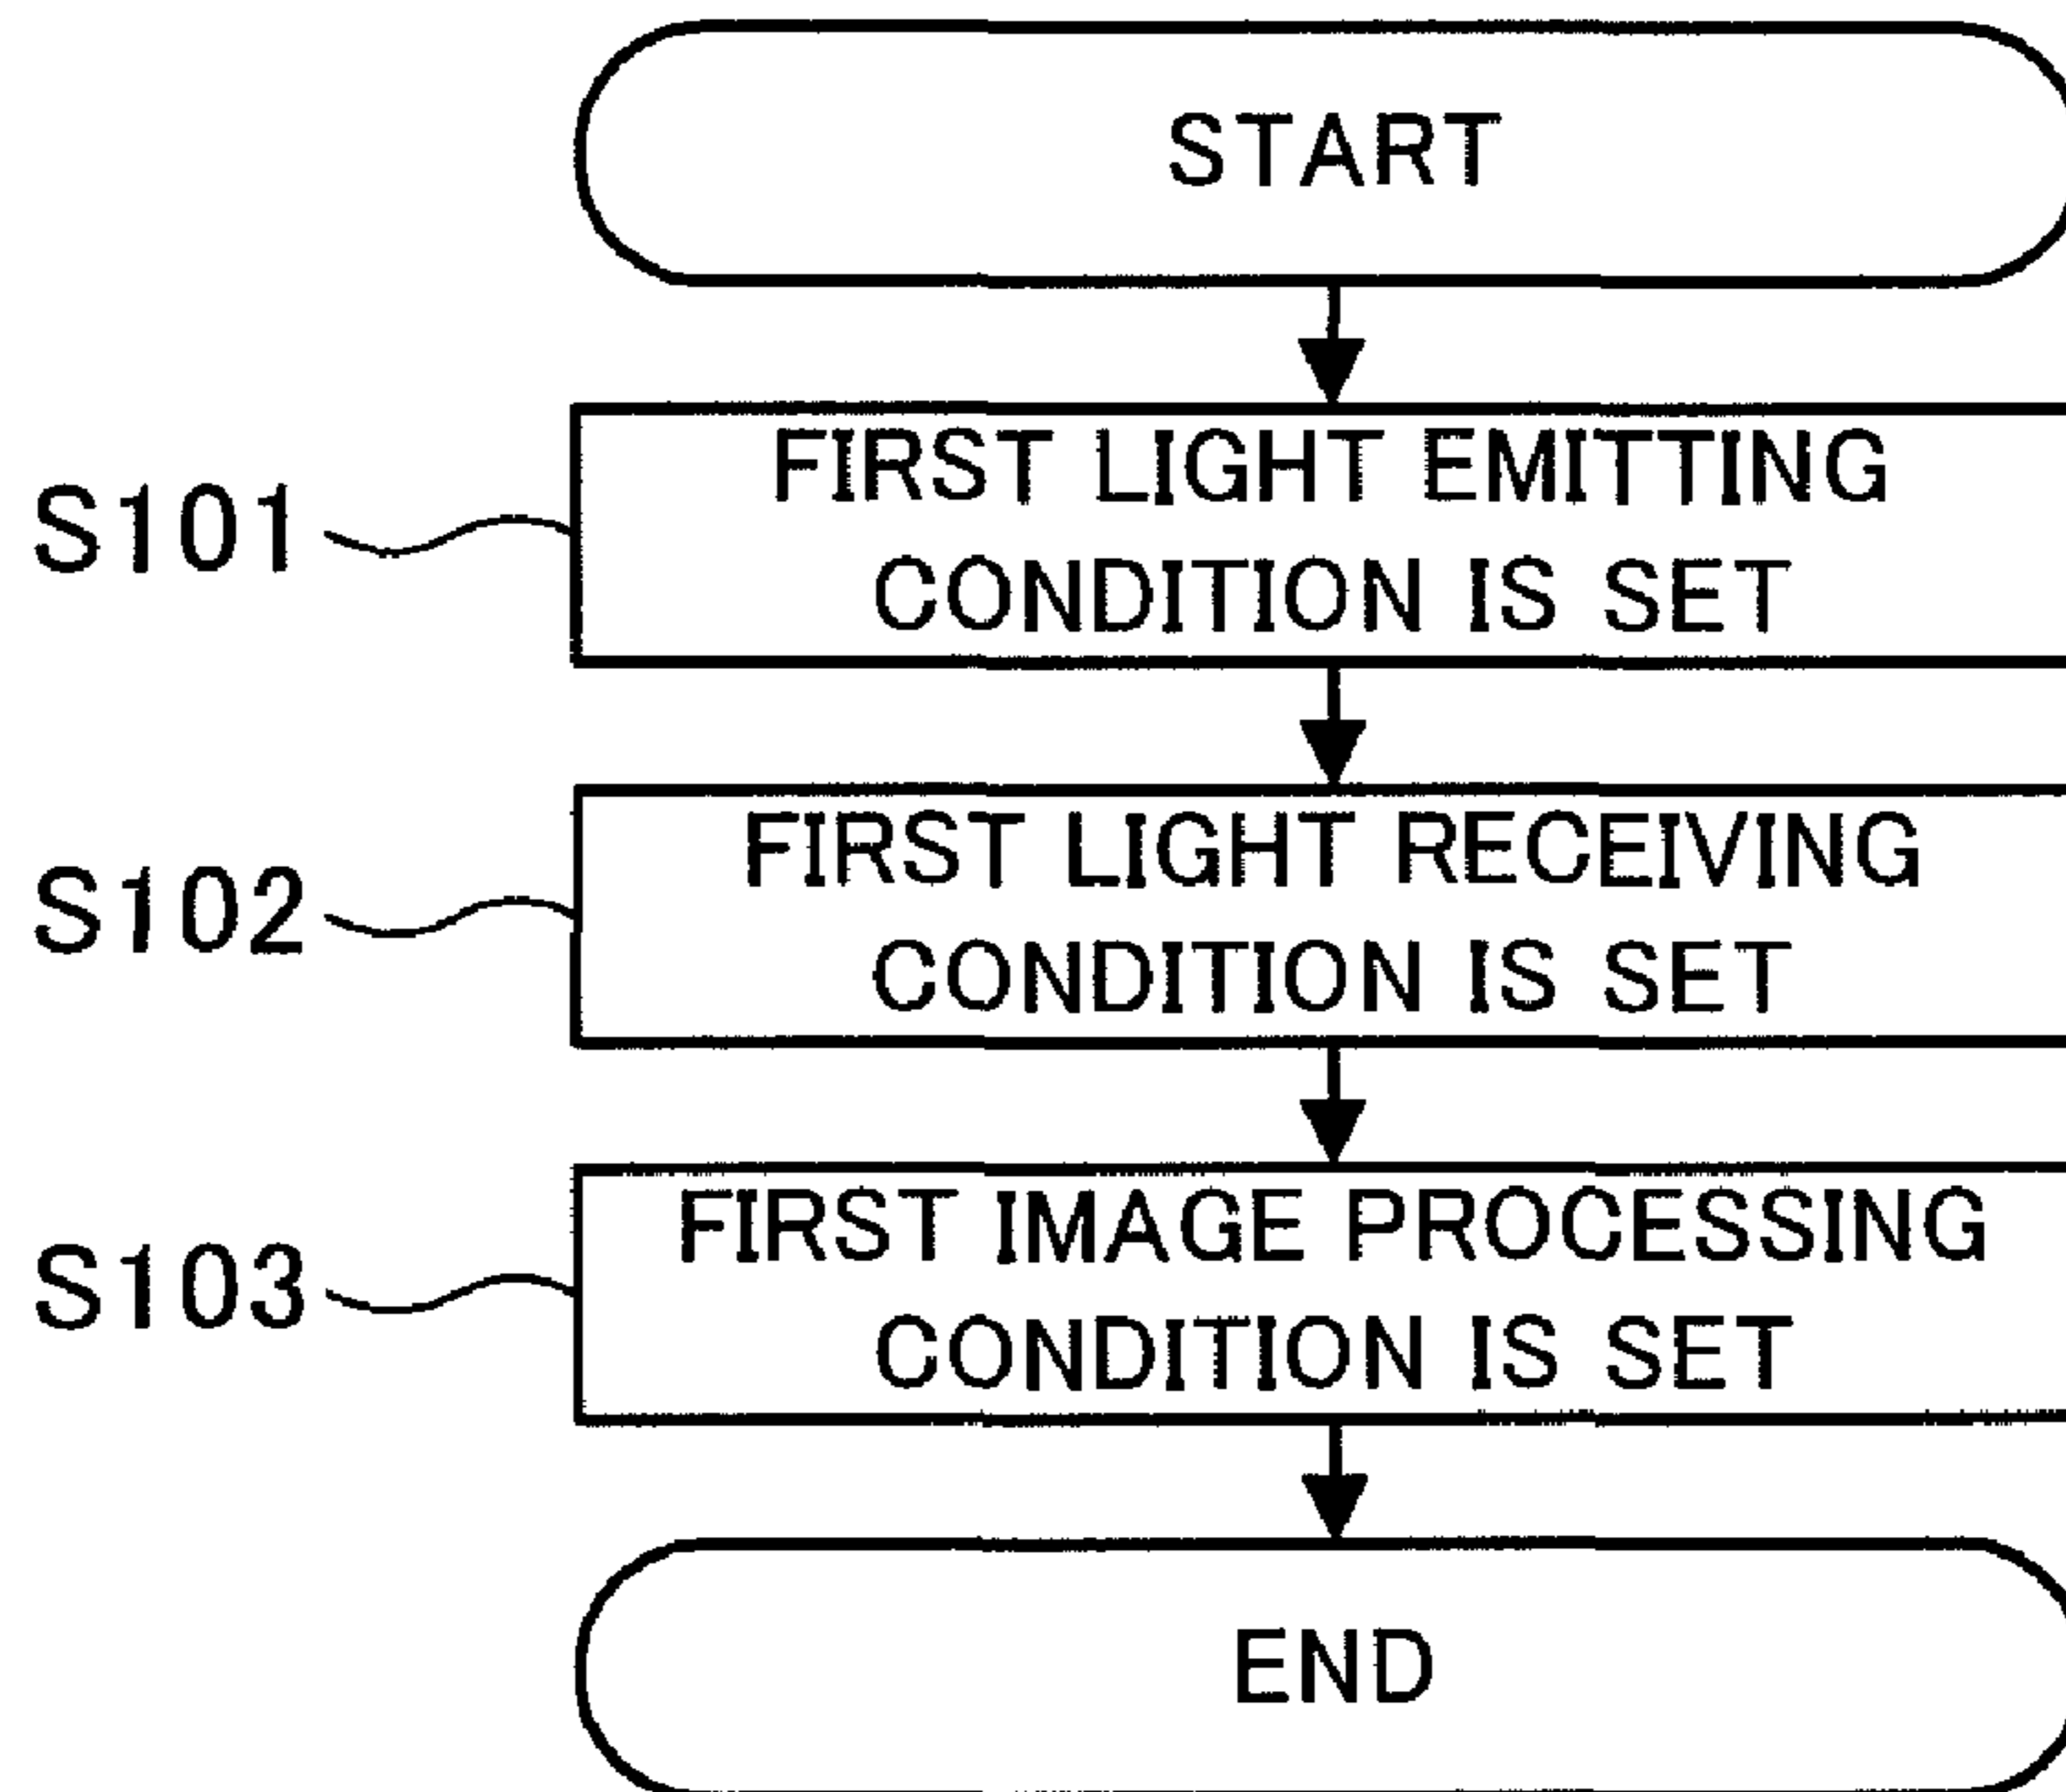 START
S101
FIRST LIGHT EMITTING
CONDITION IS SET
S102
FIRST LIGHT RECEIVING
CONDITION IS SET
S103
FIRST IMAGE PROCESSING
CONDITION IS SET
END